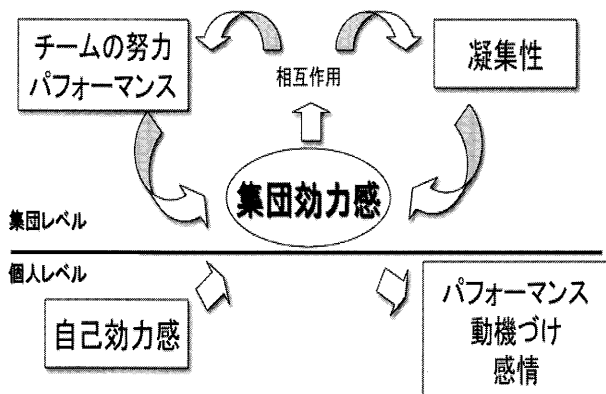 チームの努力
パフォーマンス
相互作用
凝集性
集団効力感
集団レベル
個人レベル
自己効力感
パフォーマンス
動機づけ
感情